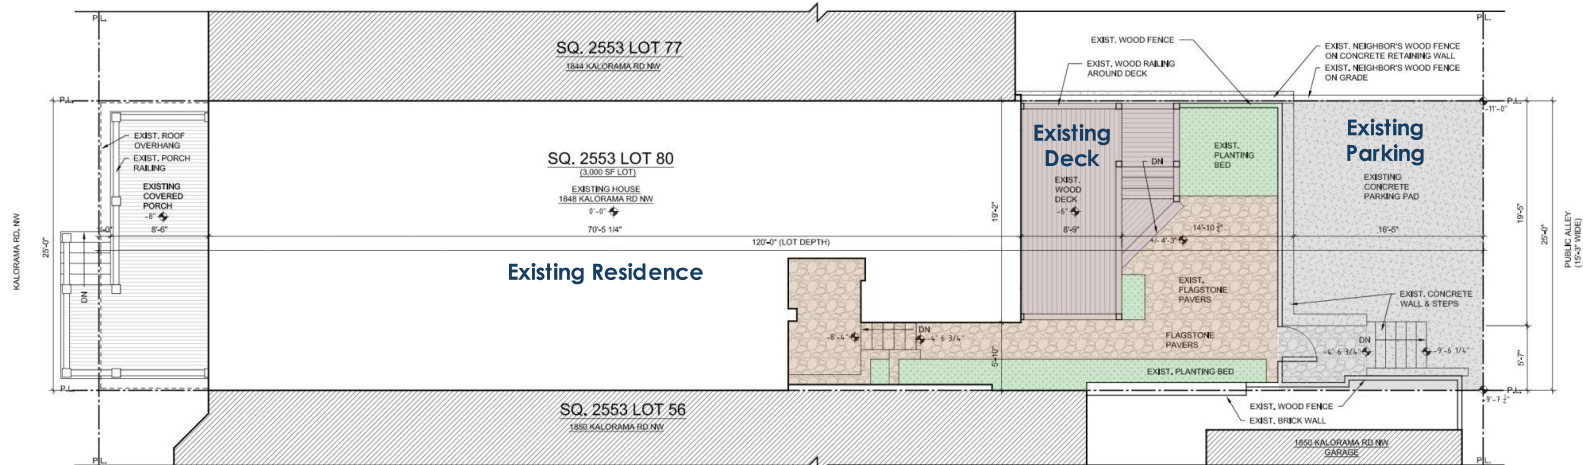 P.L.
P.L.
SQ. 2553 LOT 77
1844 KALORAMA RD NW
EXIST. WOOD FENCE
EXIST. WOOD RAILING
AROUND DECK
EXIST. NEIGHBOR'S WOOD FENCE
ON CONCRETE RETAINING WALL
EXIST. NEIGHBOR'S WOOD FENCE
ON GRADE
P.L.
P.L.
-11'-0"
EXIST. ROOF
OVERHANG
EXIST. PORCH
RAILING
EXISTING
COVERED
PORCH
-8"
8'-6"
SQ. 2553 LOT 80
(3,000 SF LOT)
EXISTING HOUSE
1848 KALORAMA RD NW
0'-0"
70'-5 1/4"
120'-0" (LOT DEPTH)
Existing Residence
Existing
Deck
EXIST.
WOOD
DECK
-6"
8'-9"
19'-2"
DN
EXIST.
PLANTING
BED
14'-10
+/- 4'-3"
Existing
Parking
EXISTING
CONCRETE
PARKING PAD
16'-5"
19'-5"
25'-0"
PUBLIC ALLEY
(15'-3" WIDE)
KALORAMA RD, NW
25'-0"
DN
EXIST.
FLAGSTONE
PAVERS
EXIST. CONCRETE
WALL & STEPS
FLAGSTONE
PAVERS
-8'-4"
DN
-4' 6 3/4"
5'-10"
DN
-4' 6 3/4"
-9'-6 1/4"
5'-7"
EXIST. PLANTING BED
P.L.
P.L.
-9'-7
SQ. 2553 LOT 56
1850 KALORAMA RD NW
EXIST. WOOD FENCE
EXIST. BRICK WALL
1850 KALORAMA RD NW
GARAGE
P.L.
P.L.